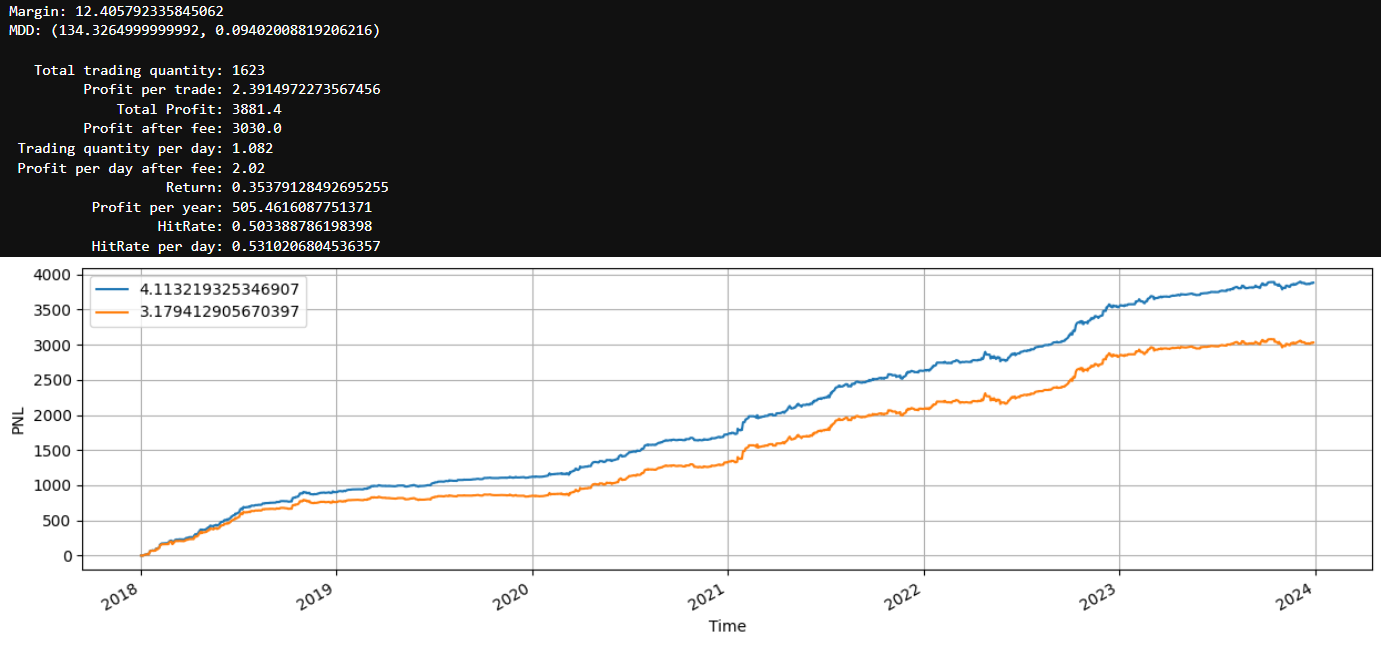 Margin: 12.405792335845062
MDD: (134.3264999999992, 0.09402008819206216)
Total trading quantity: 1623
Profit per trade: 2.3914972273567456
Total Profit: 3881.4
Profit after fee: 3030.0
Trading quantity per day: 1.082
Profit per day after fee: 2.02
Return: 0.35379128492695255
Profit per year: 505.4616087751371
HitRate: 0.503388786198398
HitRate per day: 0.5310206804536357
4.113219325346907
3.179412905670397
4000
3500
3000
2500
2000
1500
1000
500
0
PNL
2018
2019
2020
2021
2022
2023
2024
Time